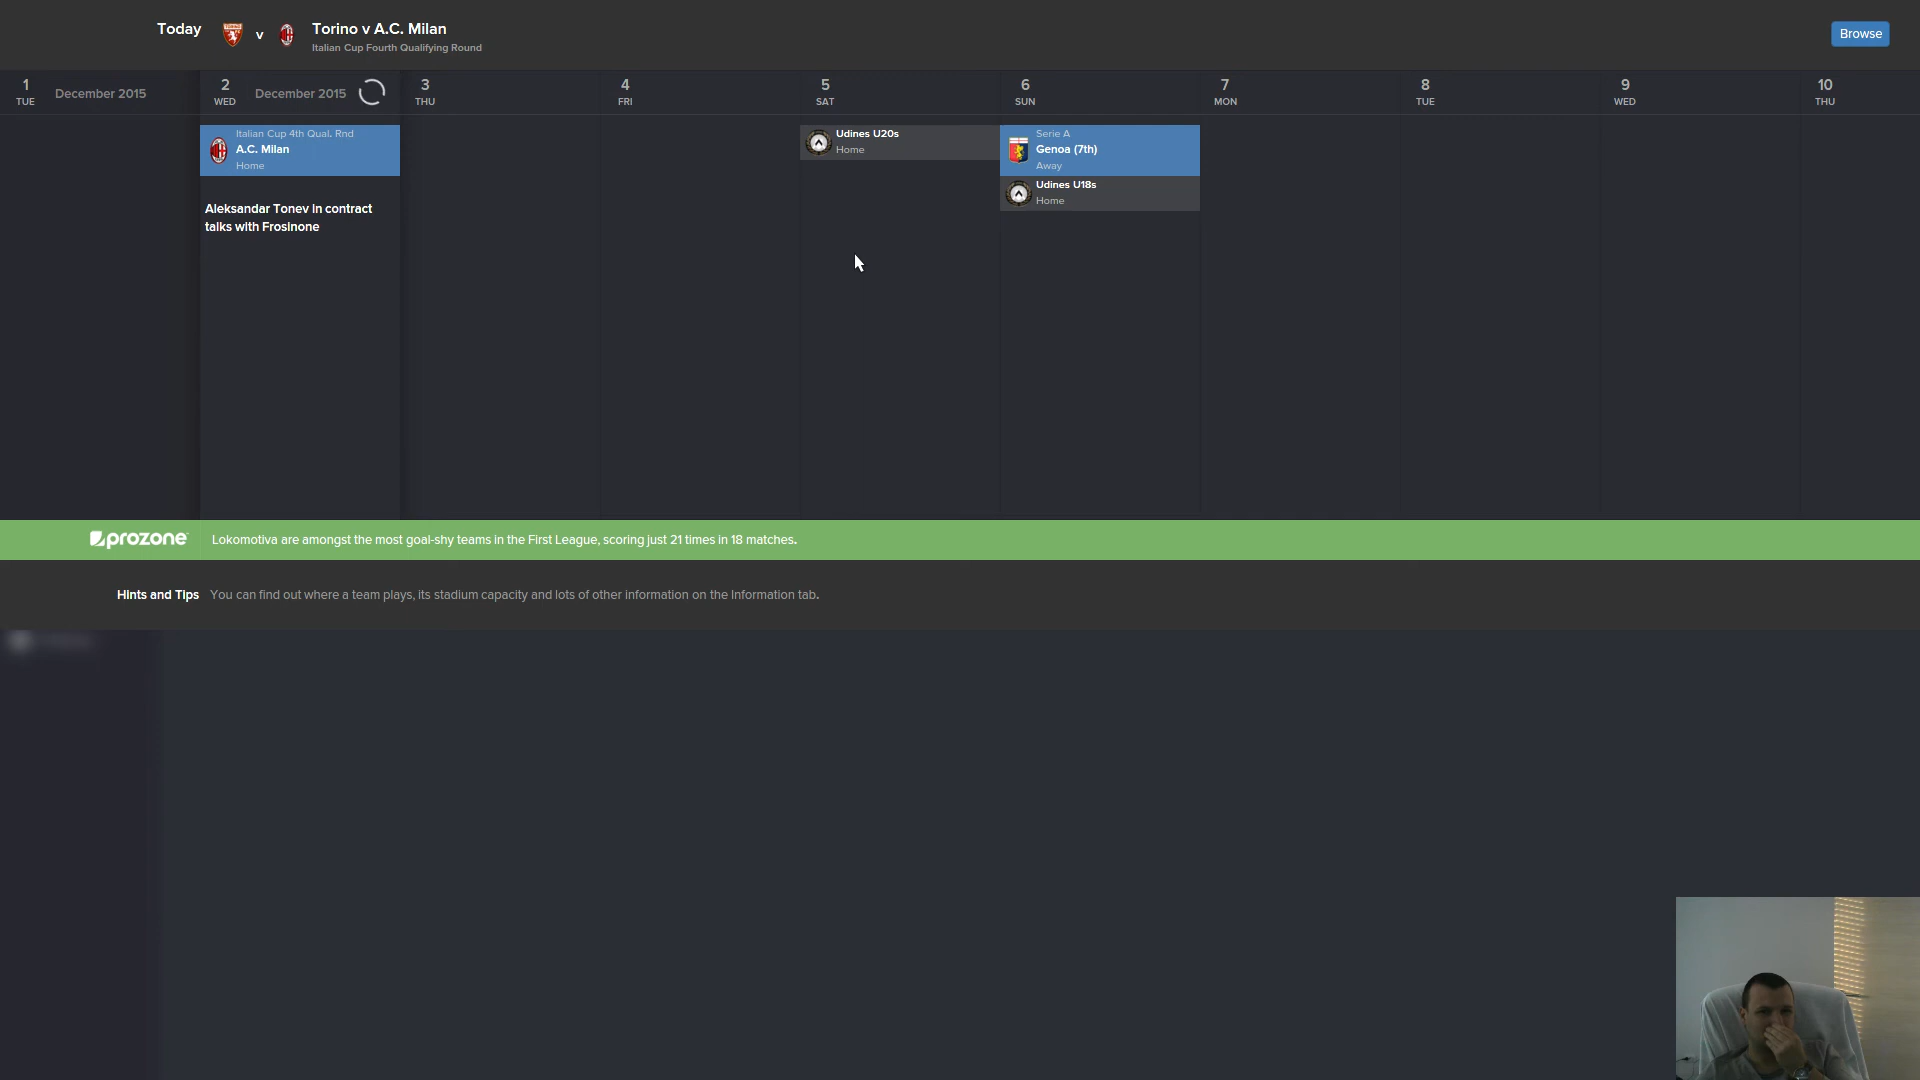 Today
v
Torino v A.C. Milan
Italian Cup Fourth Qualifying Round
Browse
1
TUE
December 2015
2
WED
December 2015
3
THU
4
FRI
5
SAT
6
SUN
7
MON
8
TUE
9
WED
10
THU
Italian Cup 4th Qual. Rnd
A.C. Milan
Home
Aleksandar Tonev in contract
talks with Frosinone
Udines U20s
Home
Serie A
Genoa (7th)
Away
Udines U18s
Home
prozone
Lokomotiva are amongst the most goal-shy teams in the First League, scoring just 21 times in 18 matches.
Hints and Tips
You can find out where a team plays, its stadium capacity and lots of other information on the Information tab.